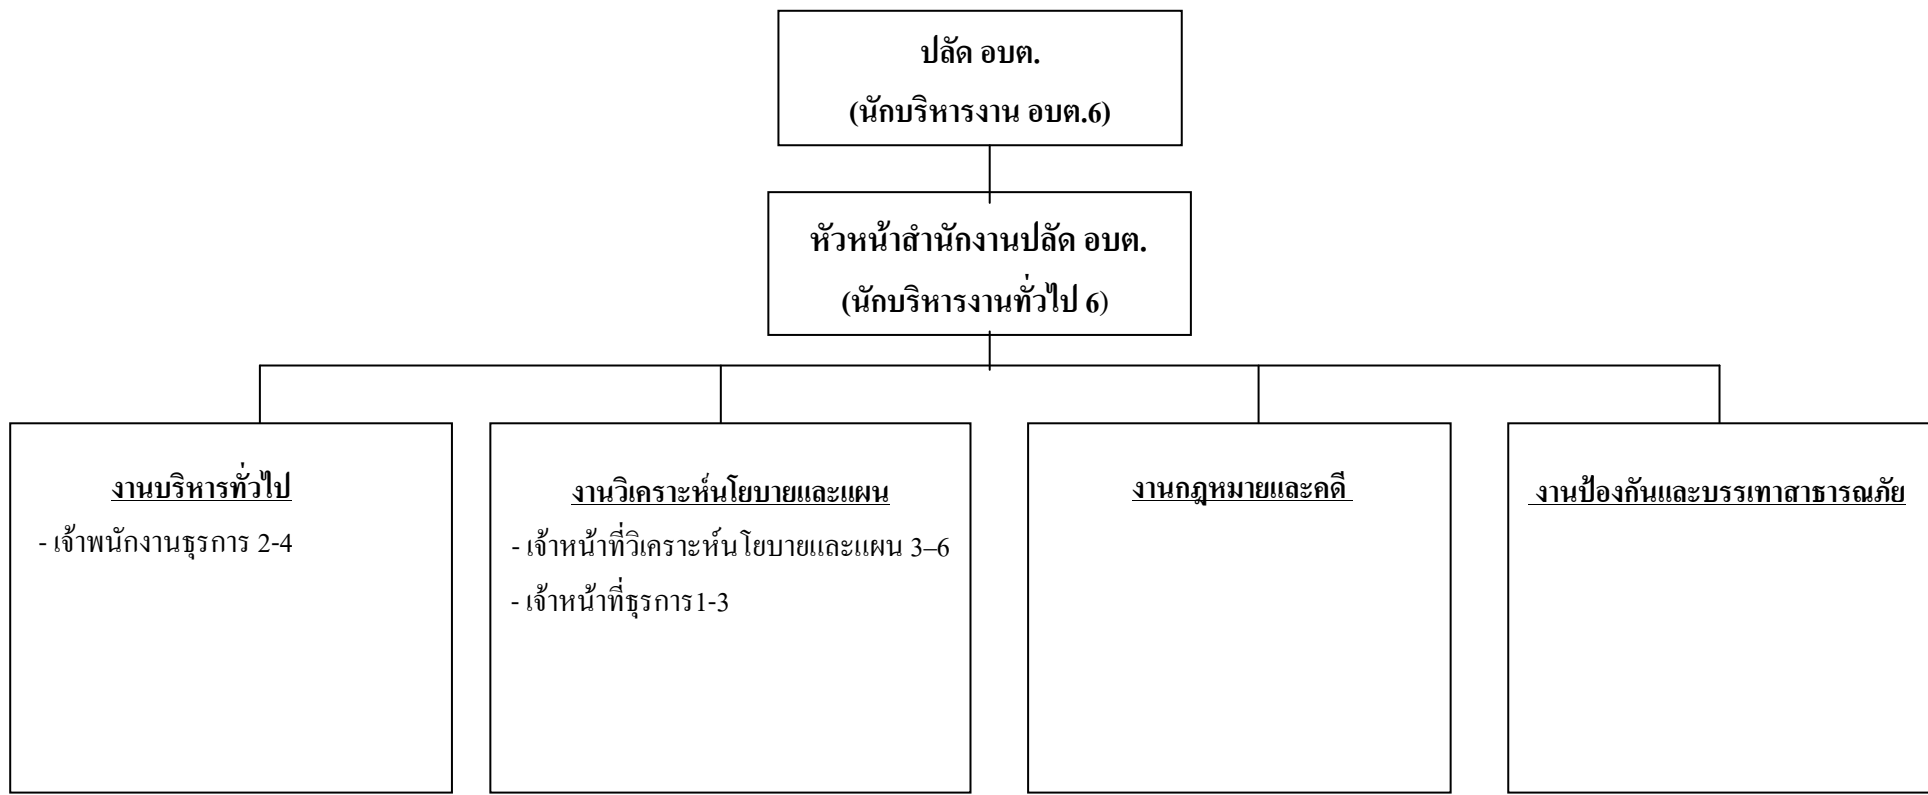 ปลัด อบต.
(นักบริหารงาน อบต.6)
หัวหน้าสำนักงานปลัด อบต.
(นักบริหารงานทั่วไป 6)
งานบริหารทั่วไป
- เจ้าพนักงานธุรการ 2-4
งานวิเคราะห์นโยบายและแผน
- เจ้าหน้าที่วิเคราะห์นโยบายและแผน 3–6
- เจ้าหน้าที่ธุรการ1-3
งานกฎหมายและคดี
งานป้องกันและบรรเทาสาธารณภัย